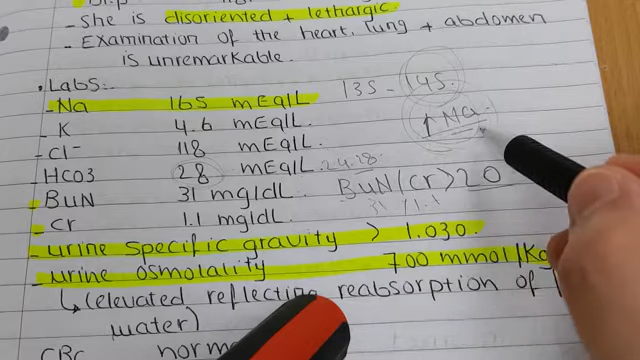 - She is disoriented + lethargic.
- Examination of the heart, lung + abdomen
is unremarkable.
• Labs:
- Na 165 mEq/L 135 - 145.
- K 4.6 mEq/L ↑ Na.
- Cl⁻ 118 mEq/L.
- HCO3 28 mEq/L 24.28
- BUN 31 mg/dL BUN/Cr > 20
- Cr 1.1 mg/dL. 31 / 1.1
- urine specific gravity > 1.030.
- urine osmolality 700 mmol/Kg
↳ (elevated reflecting reabsorption of
water)
CBC